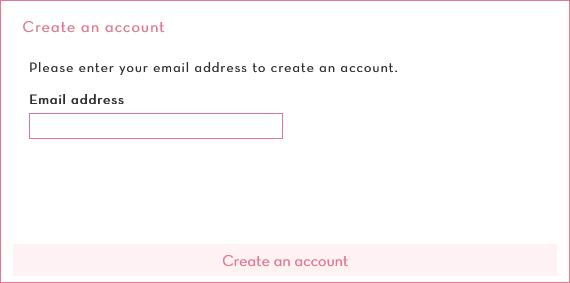 Create an account
Please enter your email address to create an account.
Email address
Create an account